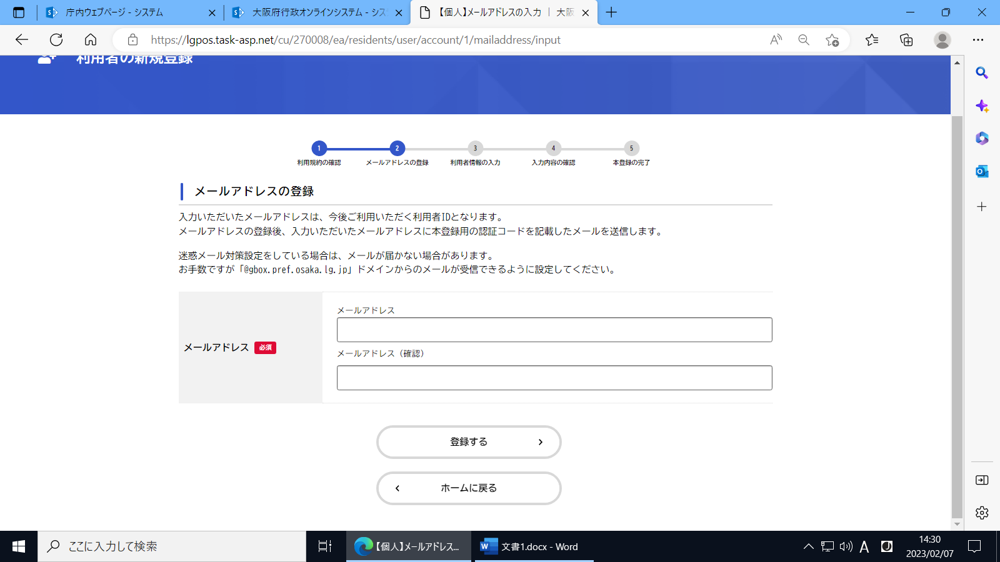 庁内ウェブページ - システム
大阪府行政オンラインシステム - シス
【個人】メールアドレスの入力 ｜ 大阪
https://lgpos.task-asp.net/cu/270008/ea/residents/user/account/1/mailaddress/input
利用者の新規登録
1 2 3 4 5
利用規約の確認 メールアドレスの登録 利用者情報の入力 入力内容の確認 本登録の完了
メールアドレスの登録
入力いただいたメールアドレスは、今後ご利用いただく利用者IDとなります。
メールアドレスの登録後、入力いただいたメールアドレスに本登録用の認証コードを記載したメールを送信します。
迷惑メール対策設定をしている場合は、メールが届かない場合があります。
お手数ですが「@gbox.pref.osaka.lg.jp」ドメインからのメールが受信できるように設定してください。
メールアドレス 必須
メールアドレス
メールアドレス（確認）
登録する
ホームに戻る
ここに入力して検索
【個人】メールアドレス...
文書1.docx - Word
A
14:30
2023/02/07